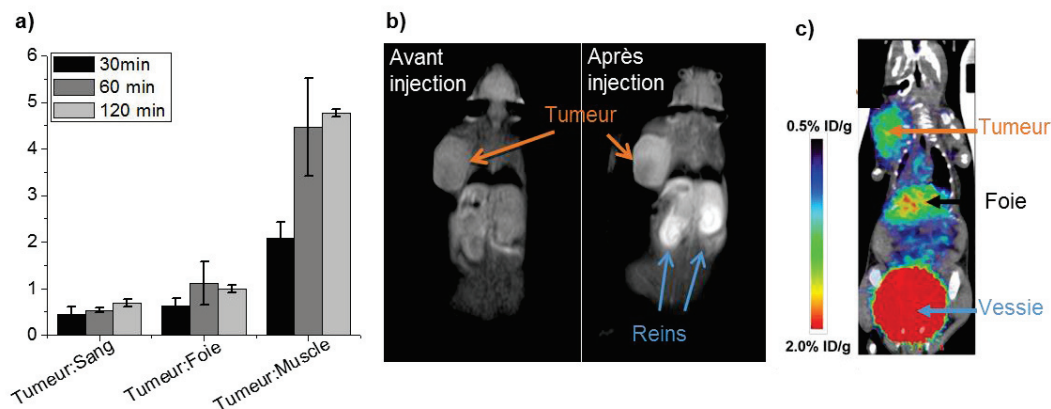 a)
6
5
4
3
2
1
0
30min
60 min
120 min
Tumeur:Sang
Tumeur:Foie
Tumeur:Muscle
b)
Avant
injection
Après
injection
Tumeur
Reins
c)
0.5% ID/g
2.0% ID/g
Tumeur
Foie
Vessie